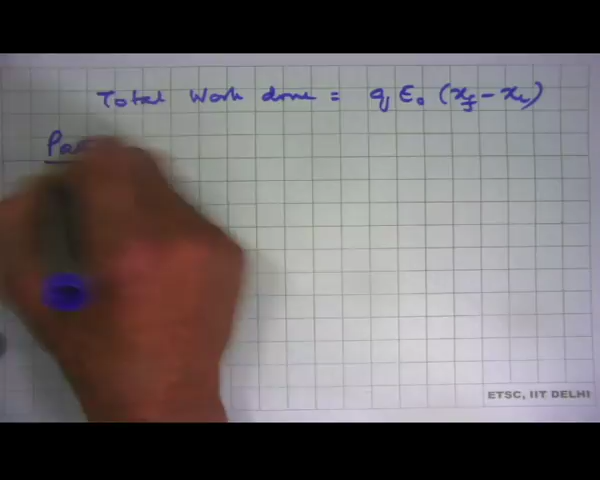 Total Work done = q E₀ (x_f - x_i)
ETSC, IIT DELHI